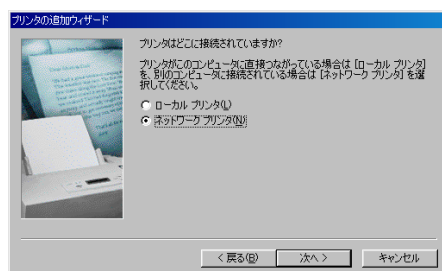 プリンタの追加ウィザード
プリンタはどこに接続されていますか?
プリンタがこのコンピュータに直接つながっている場合は [ローカル プリンタ]
を、別のコンピュータに接続されている場合は [ネットワーク プリンタ] を選
択してください。
ローカル プリンタ(L)
ネットワーク プリンタ(N)
< 戻る(B)
次へ >
キャンセル